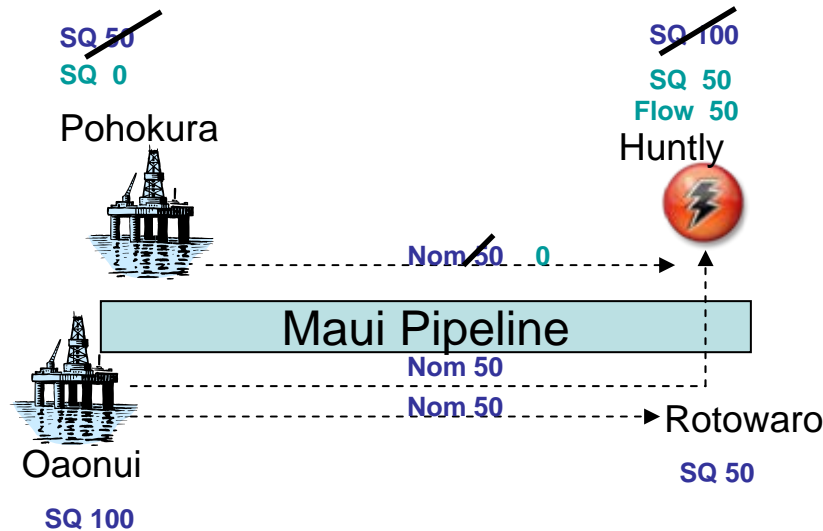 SQ 50
SQ 0
Pohokura
SQ 100
SQ 50
Flow 50
Huntly
Nom 50 0
Maui Pipeline
Nom 50
Nom 50
Rotowaro
SQ 50
Oaonui
SQ 100